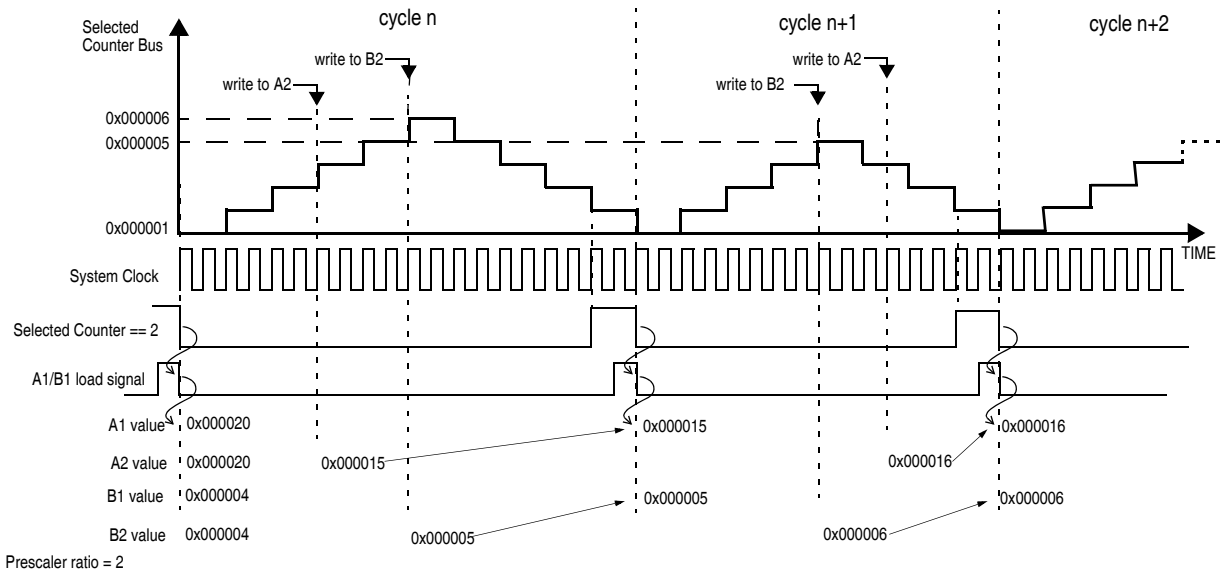 cycle n
cycle n+1
cycle n+2
Selected
Counter Bus
write to B2
write to A2
write to A2
write to B2
0x000006
0x000005
0x000001
TIME
System Clock
Selected Counter == 2
A1/B1 load signal
A1 value
0x000020
0x000015
0x000016
A2 value
0x000020
0x000015
0x000016
B1 value
0x000004
0x000005
0x000006
B2 value
0x000004
0x000005
0x000006
Prescaler ratio = 2